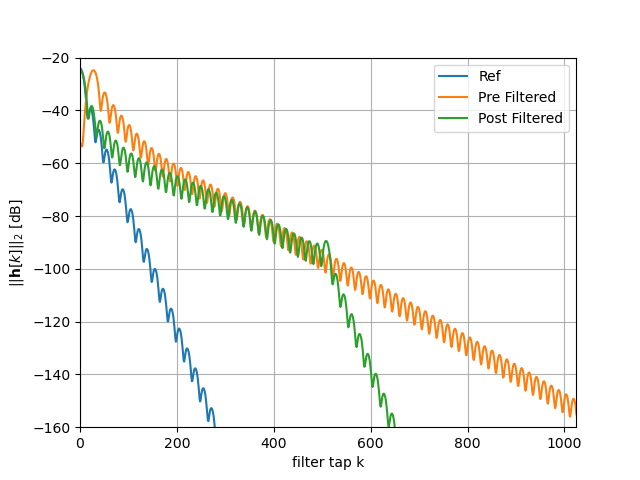 −20
−40
−60
−80
−100
−120
−140
−160
||h[k]||₂ [dB]
0 200 400 600 800 1000
filter tap k
Ref
Pre Filtered
Post Filtered